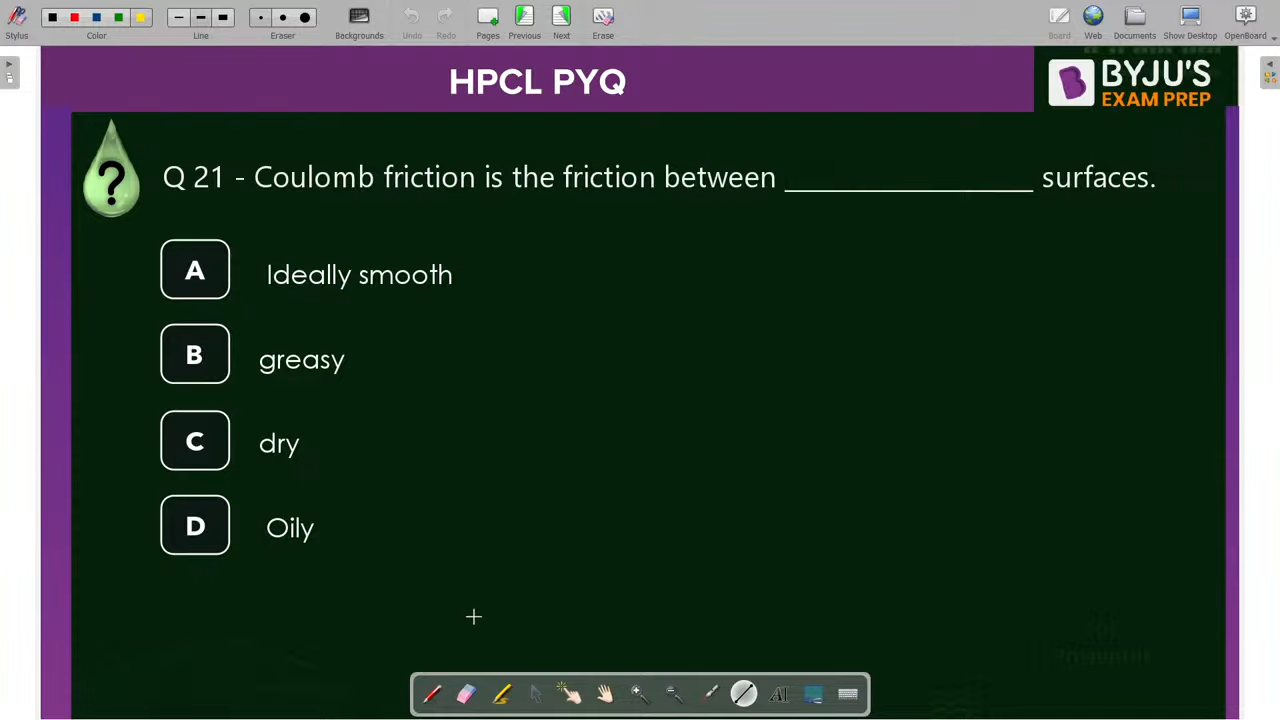 Stylus
Color
Line
Eraser
Backgrounds
Undo
Redo
Pages
Previous
Next
Erase
Board
Web
Documents
Show Desktop
OpenBoard
HPCL PYQ
BYJU'S
EXAM PREP
?
Q 21 - Coulomb friction is the friction between ________________ surfaces.
A Ideally smooth
B greasy
C dry
D Oily